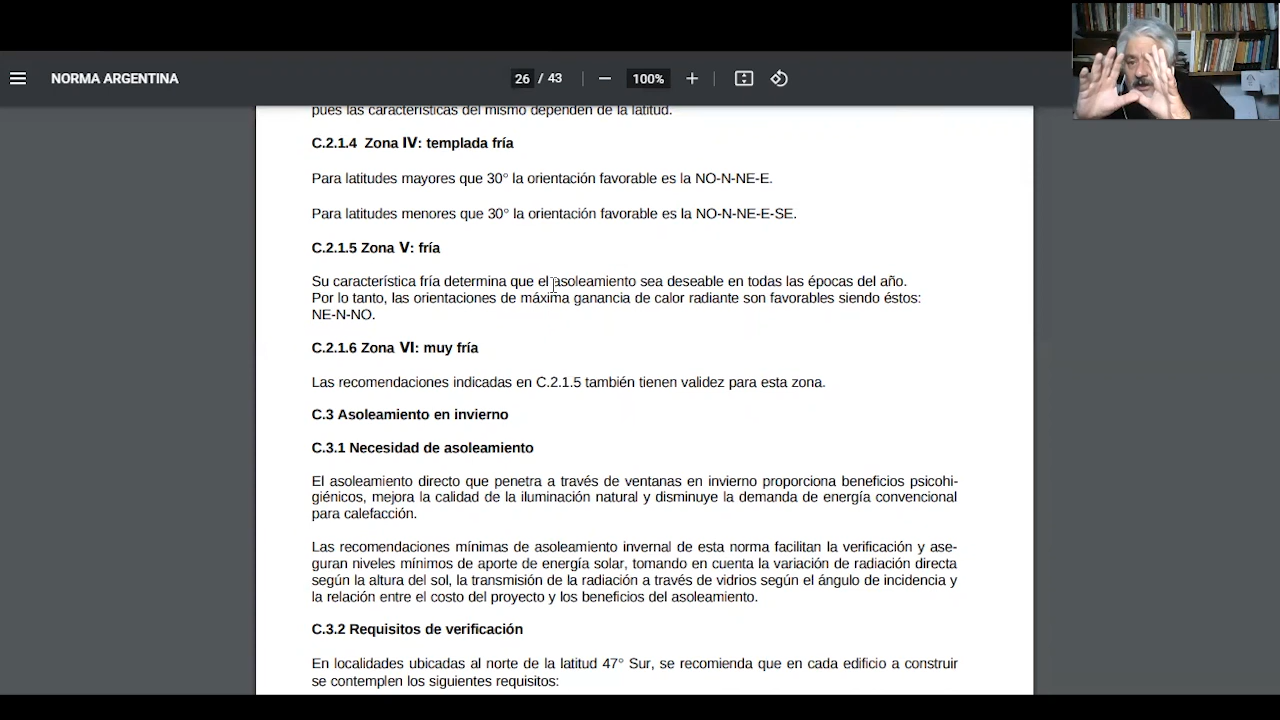 NORMA ARGENTINA
26 / 43
100%
pues las características del mismo dependen de la latitud.
C.2.1.4 Zona IV: templada fría
Para latitudes mayores que 30° la orientación favorable es la NO-N-NE-E.
Para latitudes menores que 30° la orientación favorable es la NO-N-NE-E-SE.
C.2.1.5 Zona V: fría
Su característica fría determina que el asoleamiento sea deseable en todas las épocas del año.
Por lo tanto, las orientaciones de máxima ganancia de calor radiante son favorables siendo éstos:
NE-N-NO.
C.2.1.6 Zona VI: muy fría
Las recomendaciones indicadas en C.2.1.5 también tienen validez para esta zona.
C.3 Asoleamiento en invierno
C.3.1 Necesidad de asoleamiento
El asoleamiento directo que penetra a través de ventanas en invierno proporciona beneficios psicohi-
giénicos, mejora la calidad de la iluminación natural y disminuye la demanda de energía convencional
para calefacción.
Las recomendaciones mínimas de asoleamiento invernal de esta norma facilitan la verificación y ase-
guran niveles mínimos de aporte de energía solar, tomando en cuenta la variación de radiación directa
según la altura del sol, la transmisión de la radiación a través de vidrios según el ángulo de incidencia y
la relación entre el costo del proyecto y los beneficios del asoleamiento.
C.3.2 Requisitos de verificación
En localidades ubicadas al norte de la latitud 47° Sur, se recomienda que en cada edificio a construir
se contemplen los siguientes requisitos: